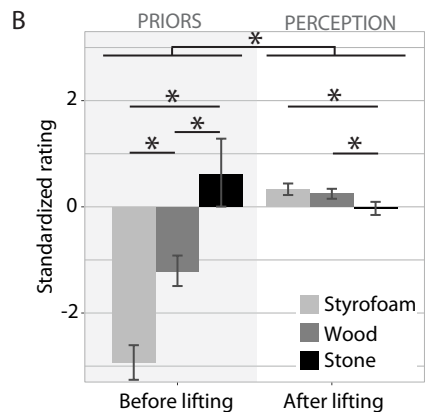 B
PRIORS PERCEPTION
*
* *
* * *
2
0
-2
Standardized rating
Styrofoam
Wood
Stone
Before lifting After lifting